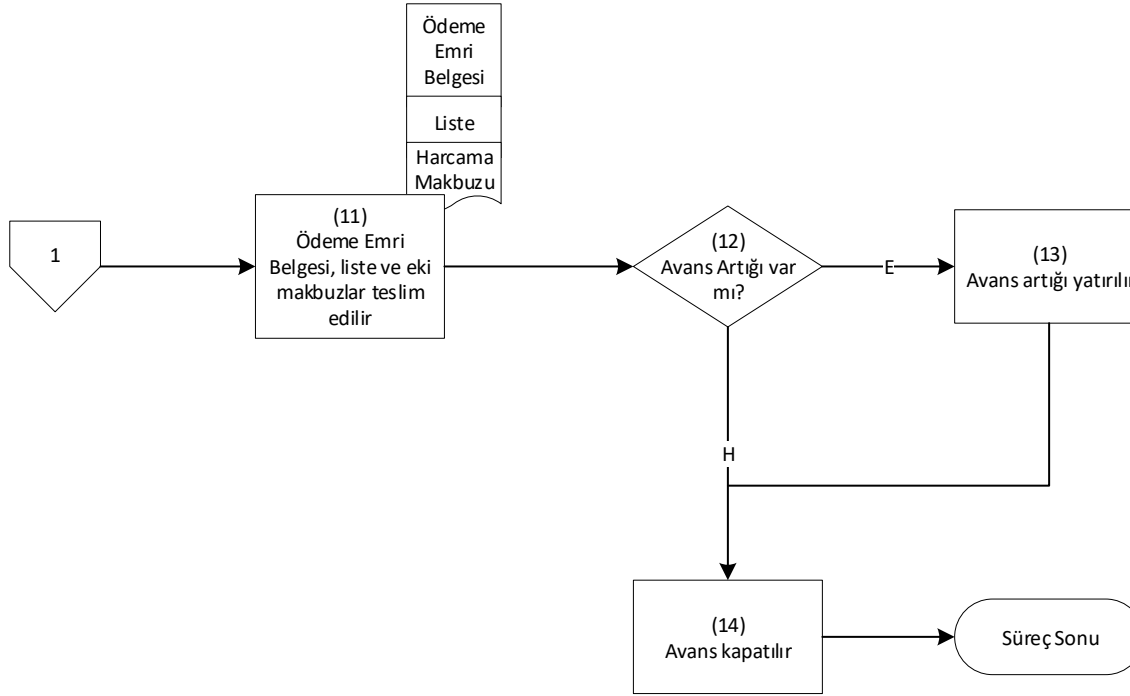 Ödeme
Emri
Belgesi
Liste
Harcama
Makbuzu
1
(11)
Ödeme Emri
Belgesi, liste ve eki
makbuzlar teslim
edilir
(12)
Avans Artığı var
mı?
E
(13)
Avans artığı yatırılır
H
(14)
Avans kapatılır
Süreç Sonu